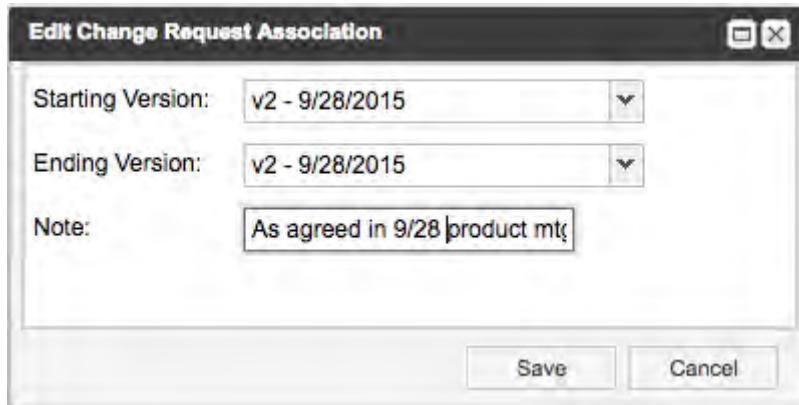 Edit Change Request Association
Starting Version: v2 - 9/28/2015
Ending Version: v2 - 9/28/2015
Note: As agreed in 9/28 product mtg
Save Cancel